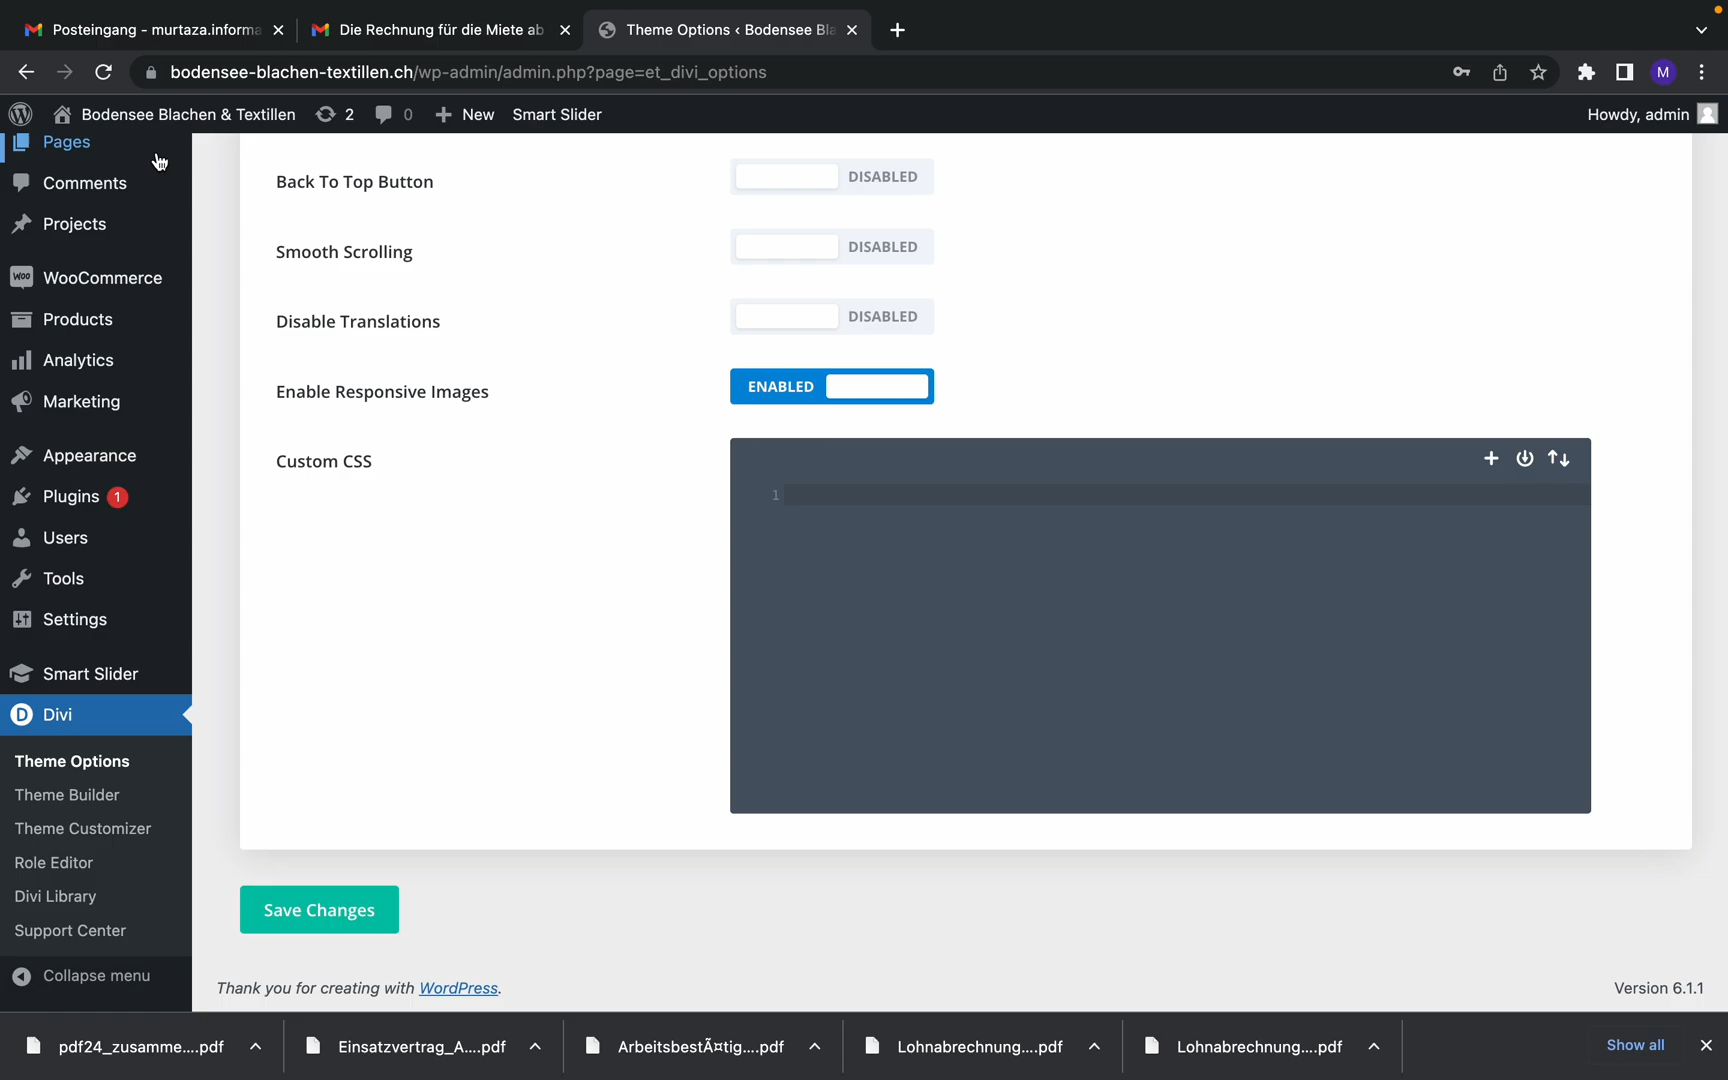 Posteingang - murtaza.informa
Die Rechnung für die Miete ab
Theme Options ‹ Bodensee Bla
bodensee-blachen-textillen.ch/wp-admin/admin.php?page=et_divi_options
M
Bodensee Blachen & Textillen
2
0
New
Smart Slider
Howdy, admin
Pages
Comments
Projects
Woo
WooCommerce
Products
Analytics
Marketing
Appearance
Plugins 1
Users
Tools
Settings
Smart Slider
D
Divi
Theme Options
Theme Builder
Theme Customizer
Role Editor
Divi Library
Support Center
Collapse menu
Back To Top Button
DISABLED
Smooth Scrolling
DISABLED
Disable Translations
DISABLED
Enable Responsive Images
ENABLED
Custom CSS
1
Save Changes
Thank you for creating with WordPress.
Version 6.1.1
pdf24_zusamme....pdf
Einsatzvertrag_A....pdf
ArbeitsbestÃ¤tig....pdf
Lohnabrechnung....pdf
Lohnabrechnung....pdf
Show all